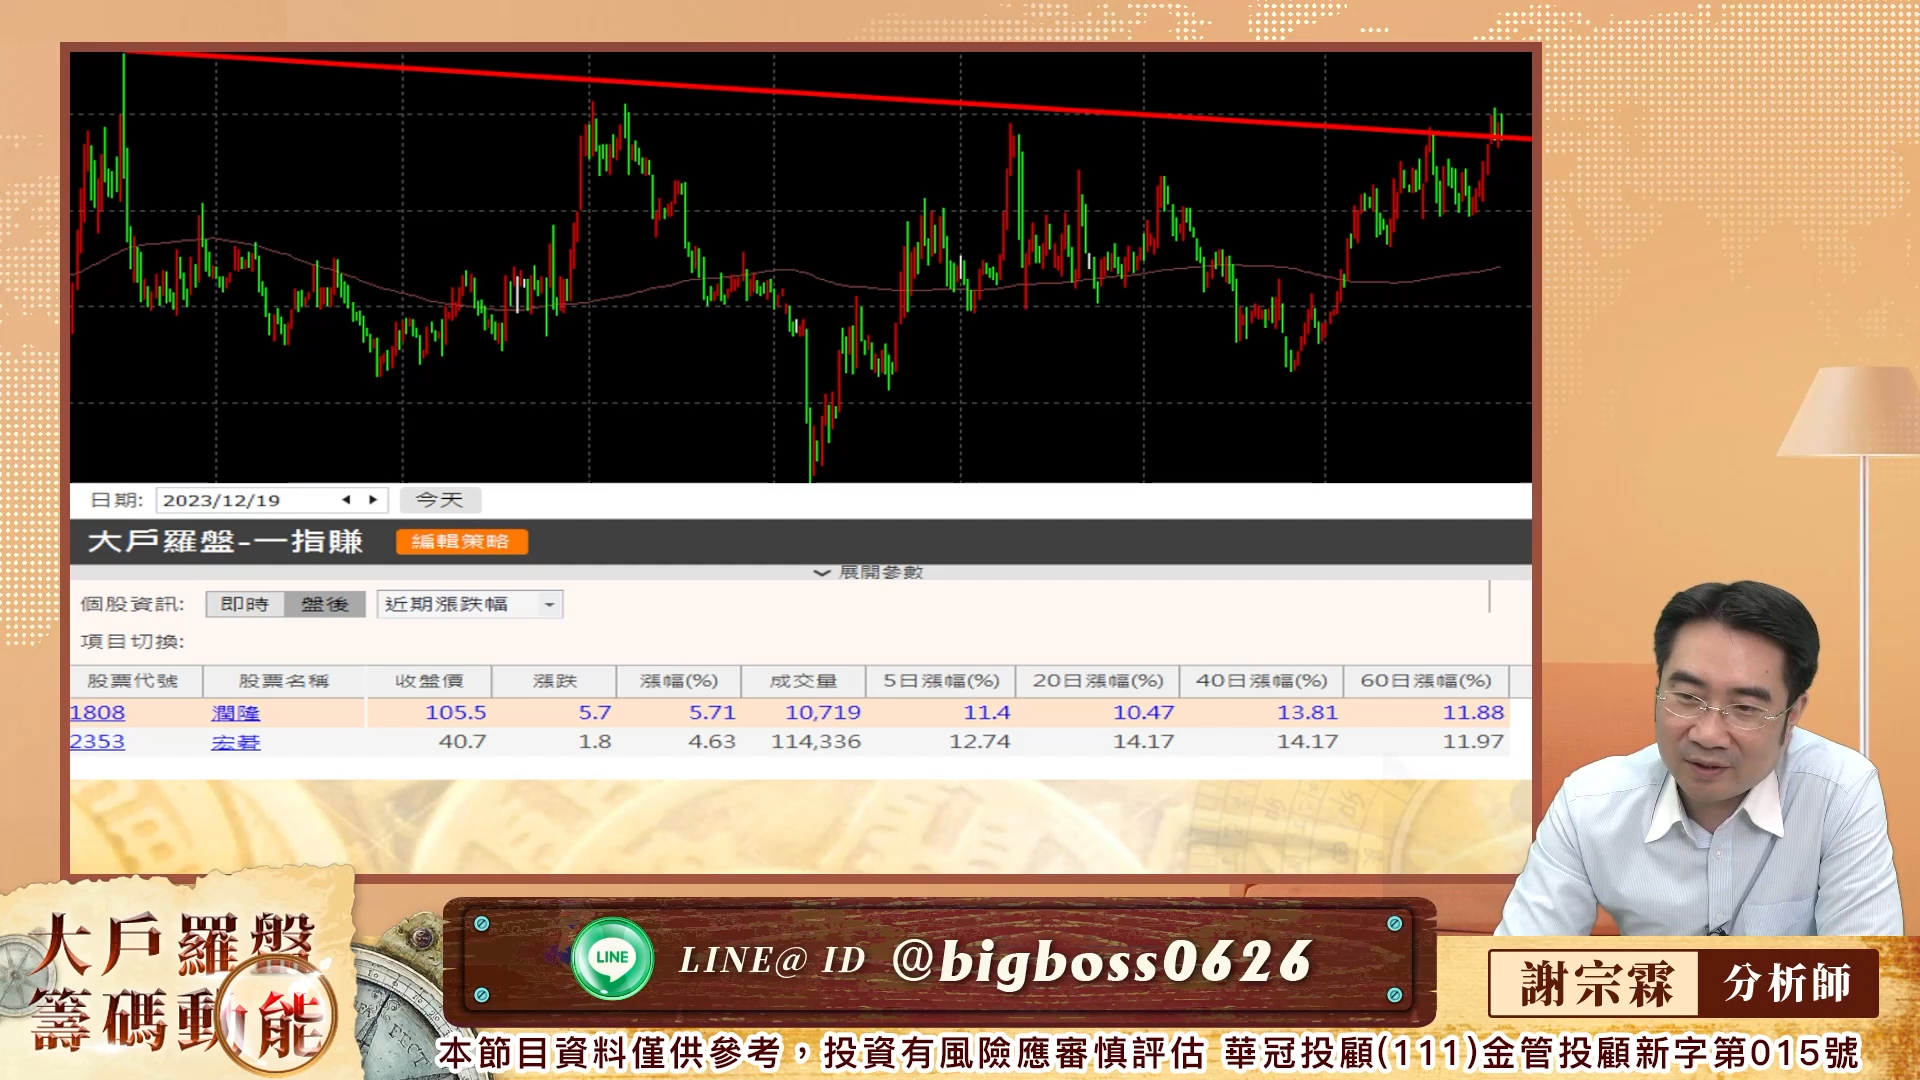 日期: 2023/12/19 今天
大戶羅盤-一指賺 編輯策略
展開參數
個股資訊: 即時 盤後 近期漲跌幅
項目切換:
股票代號 股票名稱 收盤價 漲跌 漲幅(%) 成交量 5日漲幅(%) 20日漲幅(%) 40日漲幅(%) 60日漲幅(%)
1808 潤隆 105.5 5.7 5.71 10,719 11.4 10.47 13.81 11.88
2353 宏碁 40.7 1.8 4.63 114,336 12.74 14.17 14.17 11.97
大戶羅盤
籌碼動能
LINE LINE@ ID @bigboss0626
謝宗霖 分析師
本節目資料僅供參考，投資有風險應審慎評估 華冠投顧(111)金管投顧新字第015號